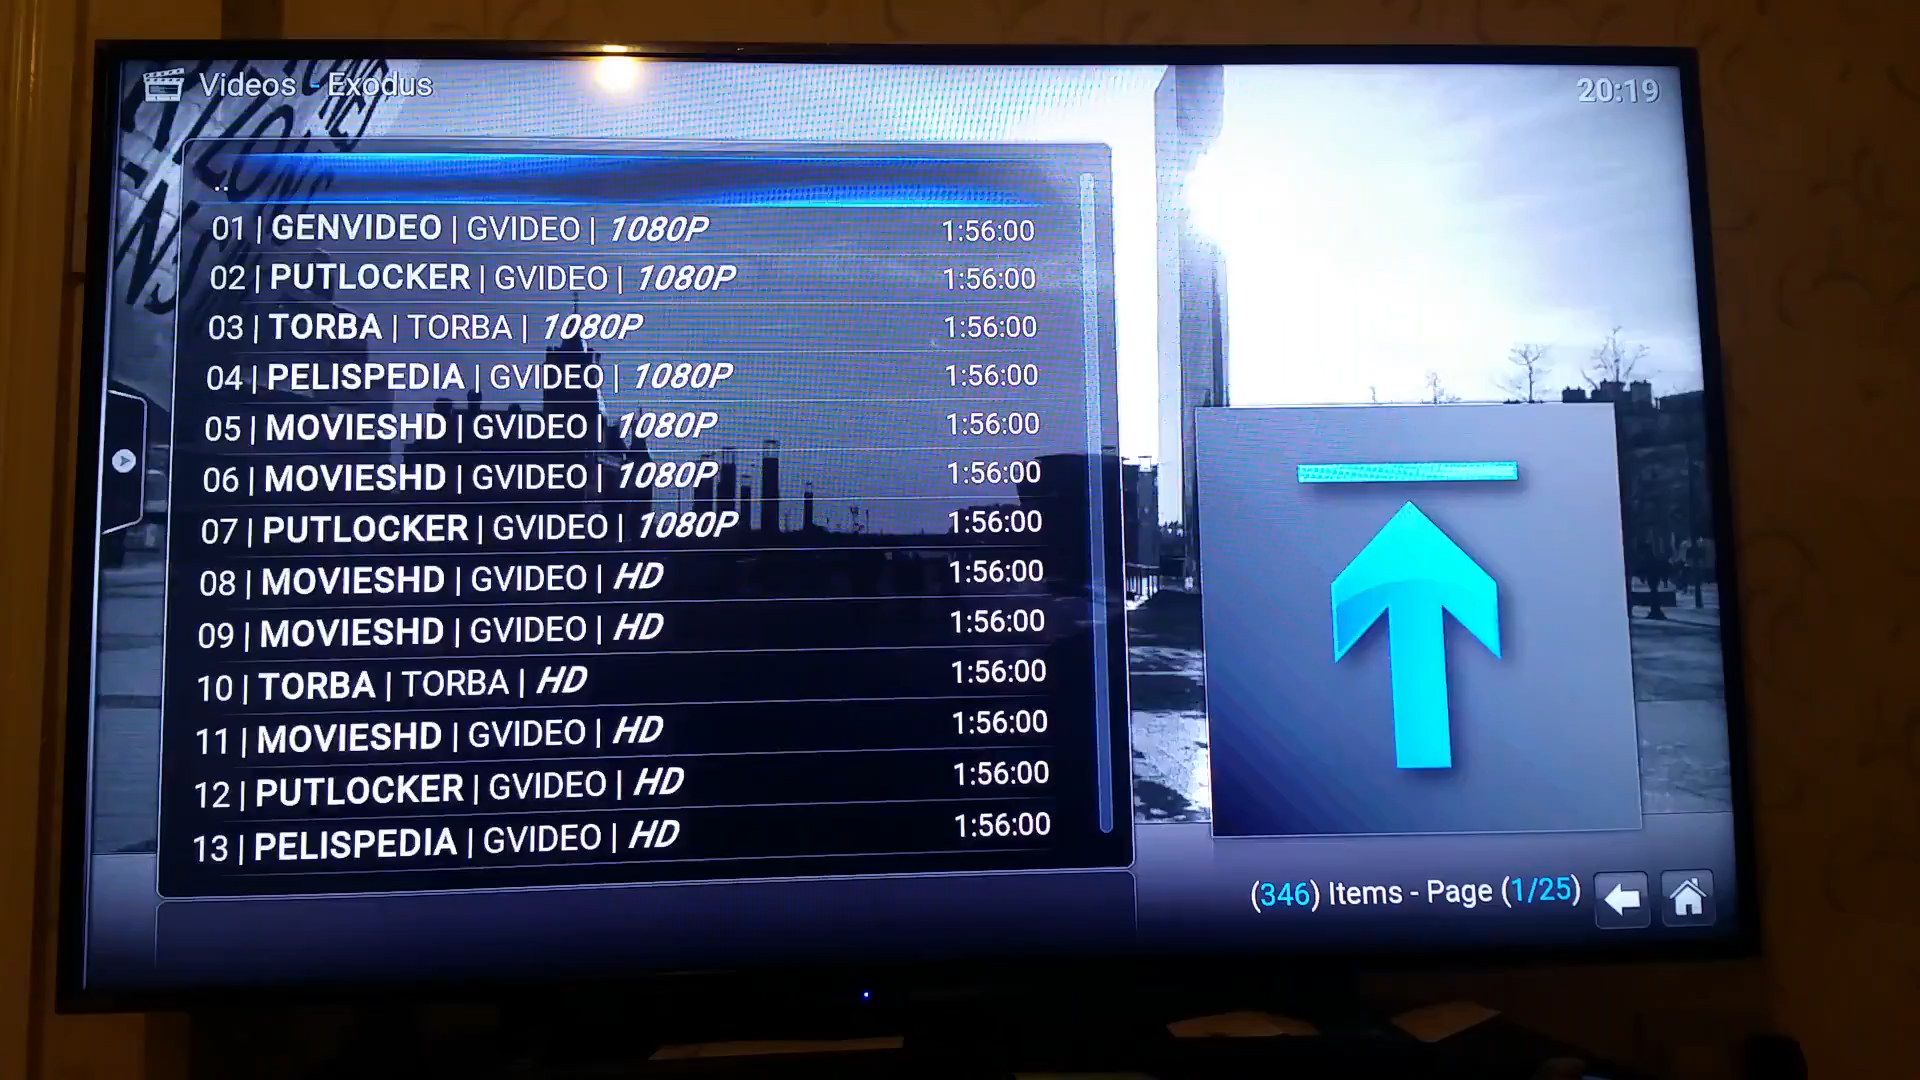 Videos - Exodus
20:19
..
01 | GENVIDEO | GVIDEO | 1080P 1:56:00
02 | PUTLOCKER | GVIDEO | 1080P 1:56:00
03 | TORBA | TORBA | 1080P 1:56:00
04 | PELISPEDIA | GVIDEO | 1080P 1:56:00
05 | MOVIESHD | GVIDEO | 1080P 1:56:00
06 | MOVIESHD | GVIDEO | 1080P 1:56:00
07 | PUTLOCKER | GVIDEO | 1080P 1:56:00
08 | MOVIESHD | GVIDEO | HD 1:56:00
09 | MOVIESHD | GVIDEO | HD 1:56:00
10 | TORBA | TORBA | HD 1:56:00
11 | MOVIESHD | GVIDEO | HD 1:56:00
12 | PUTLOCKER | GVIDEO | HD 1:56:00
13 | PELISPEDIA | GVIDEO | HD 1:56:00
(346) Items - Page (1/25)